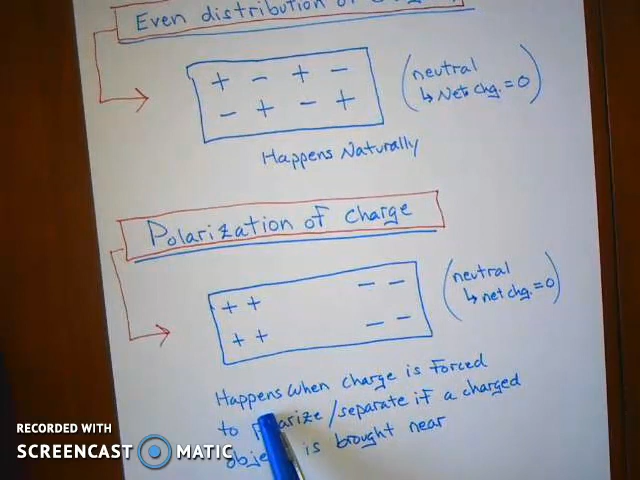 Even distribution of
+ - + -
- + - +
(neutral
↳ Net chg. = 0)
Happens Naturally
Polarization of charge
+ + - -
+ + - -
(neutral
↳ net chg. = 0)
Happens when charge is forced
to polarize/separate if a charged
is brought near
RECORDED WITH
SCREENCAST MATIC